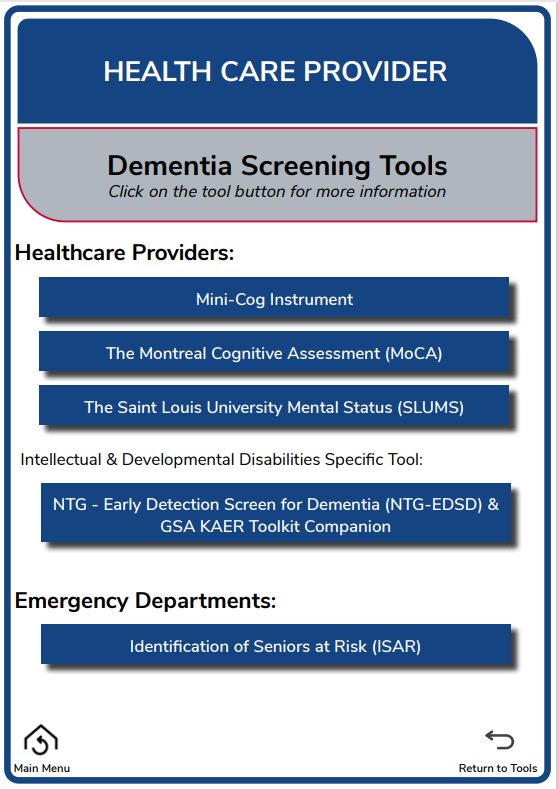 HEALTH CARE PROVIDER
Dementia Screening Tools
Click on the tool button for more information
Healthcare Providers:
Mini-Cog Instrument
The Montreal Cognitive Assessment (MoCA)
The Saint Louis University Mental Status (SLUMS)
Intellectual & Developmental Disabilities Specific Tool:
NTG - Early Detection Screen for Dementia (NTG-EDSD) &
GSA KAER Toolkit Companion
Emergency Departments:
Identification of Seniors at Risk (ISAR)
Main Menu
Return to Tools